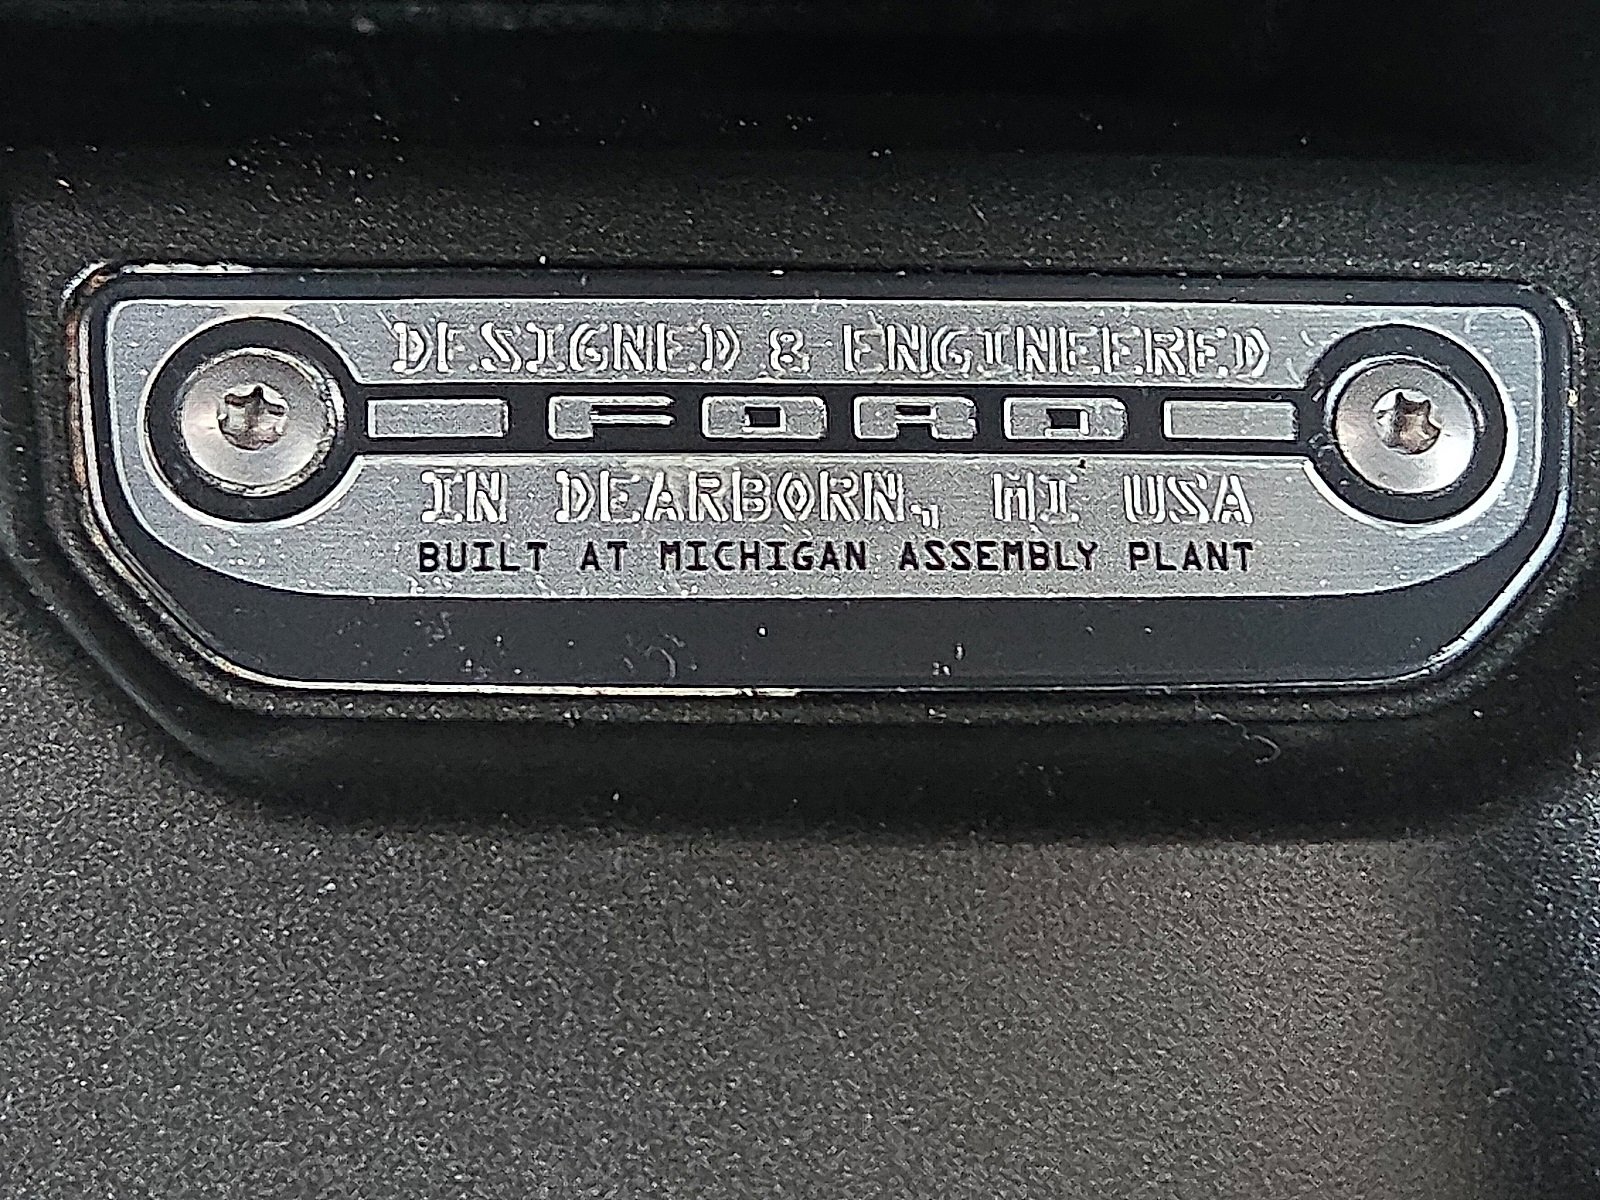 DESIGNED & ENGINEERED
FORD
IN DEARBORN, MI USA
BUILT AT MICHIGAN ASSEMBLY PLANT